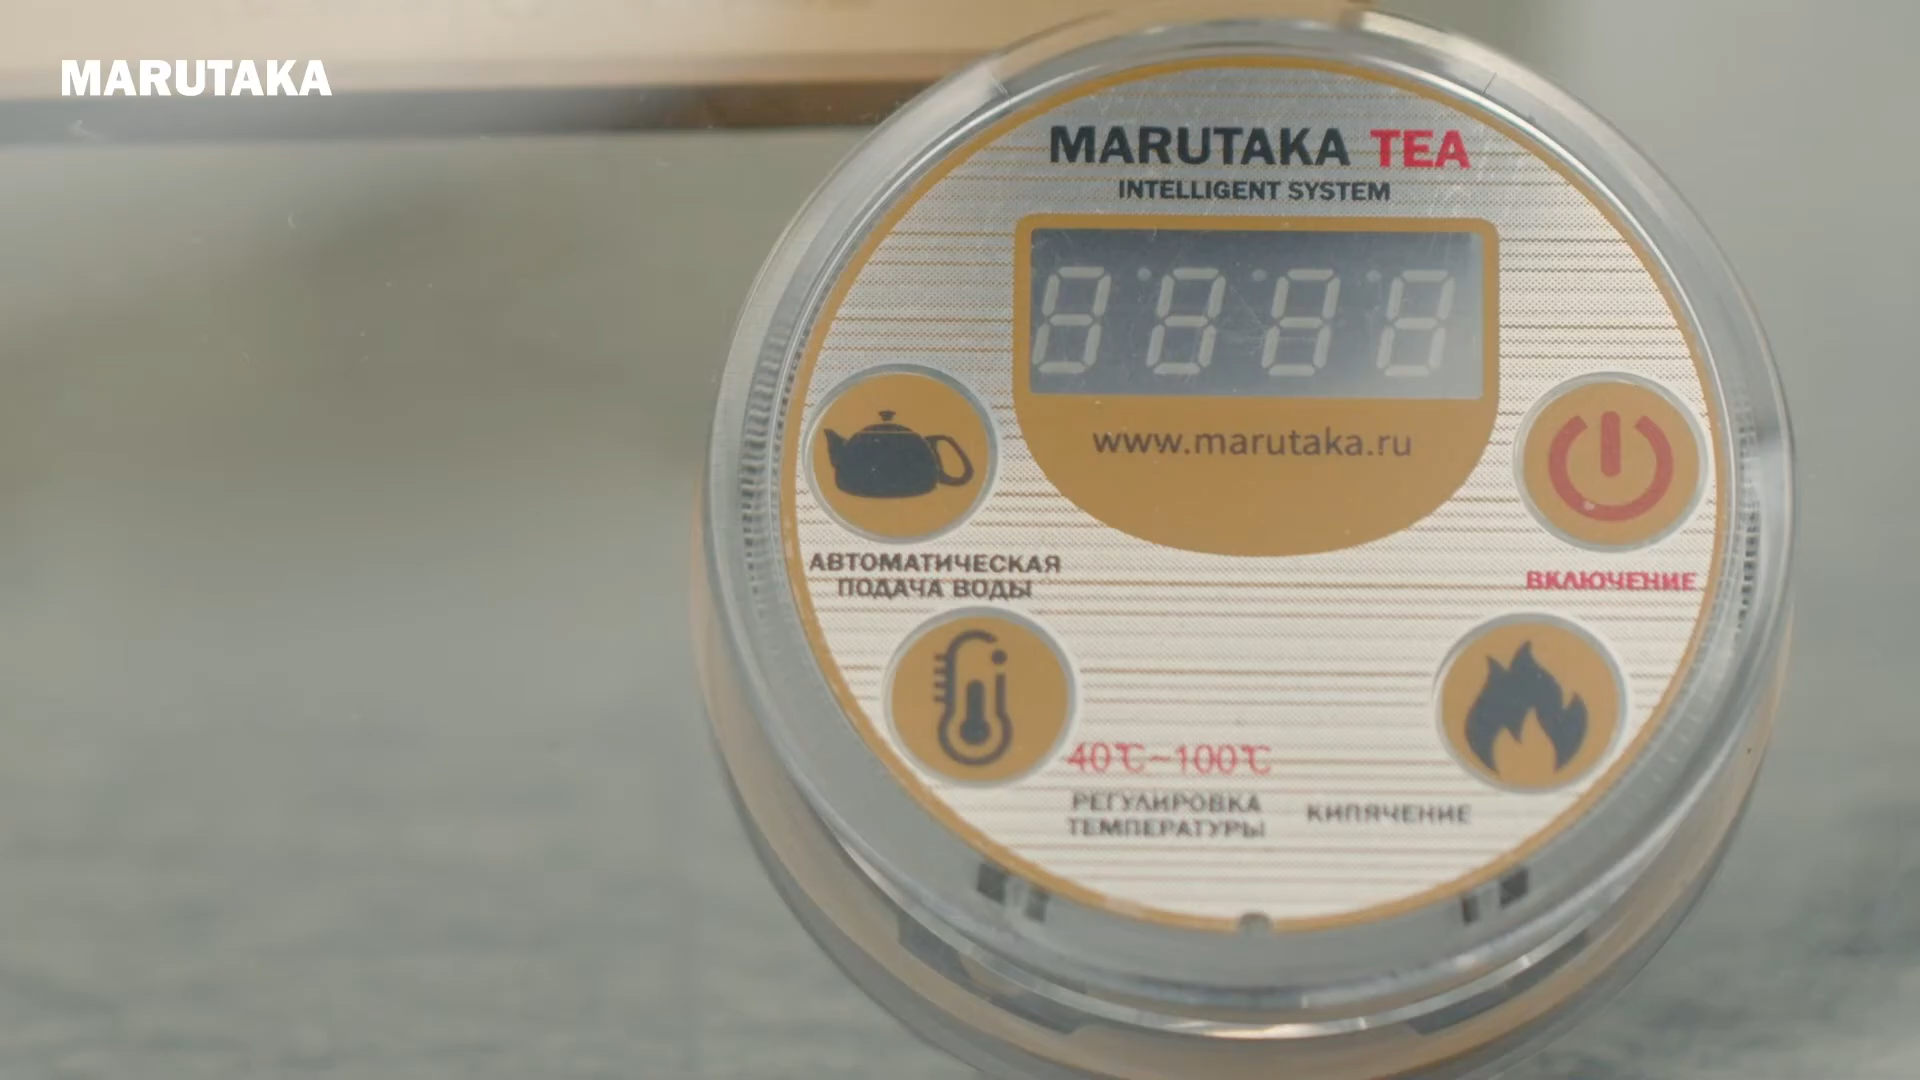 MARUTAKA
MARUTAKA TEA
INTELLIGENT SYSTEM
www.marutaka.ru
АВТОМАТИЧЕСКАЯ
ПОДАЧА ВОДЫ
ВКЛЮЧЕНИЕ
40℃~100℃
РЕГУЛИРОВКА
ТЕМПЕРАТУРЫ
КИПЯЧЕНИЕ